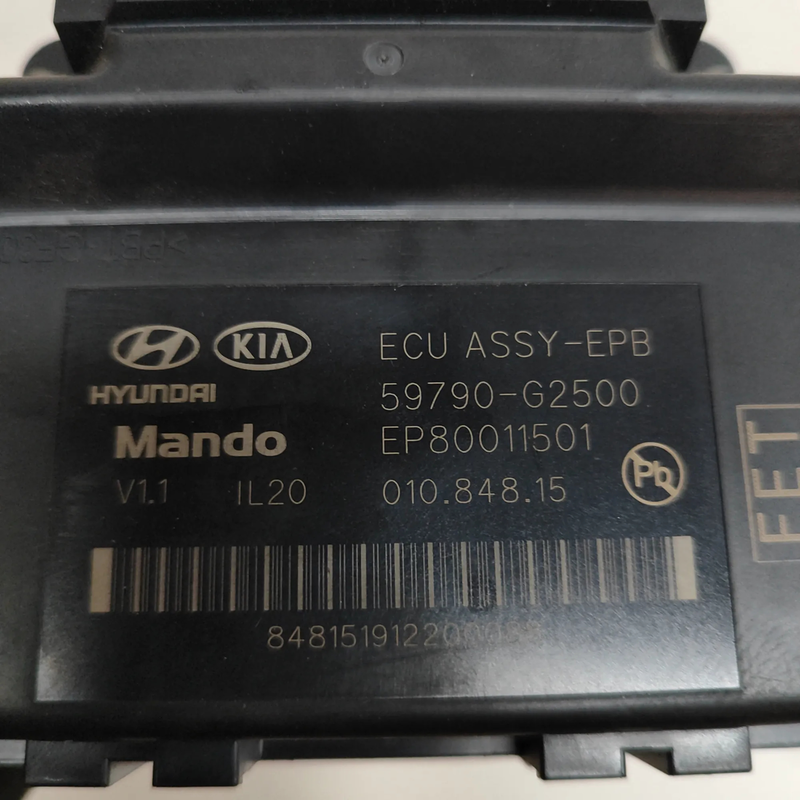 KIA
HYUNDAI
ECU ASSY-EPB
59790-G2500
Mando
EP80011501
V1.1 IL20 010.848.15
Pb
FET